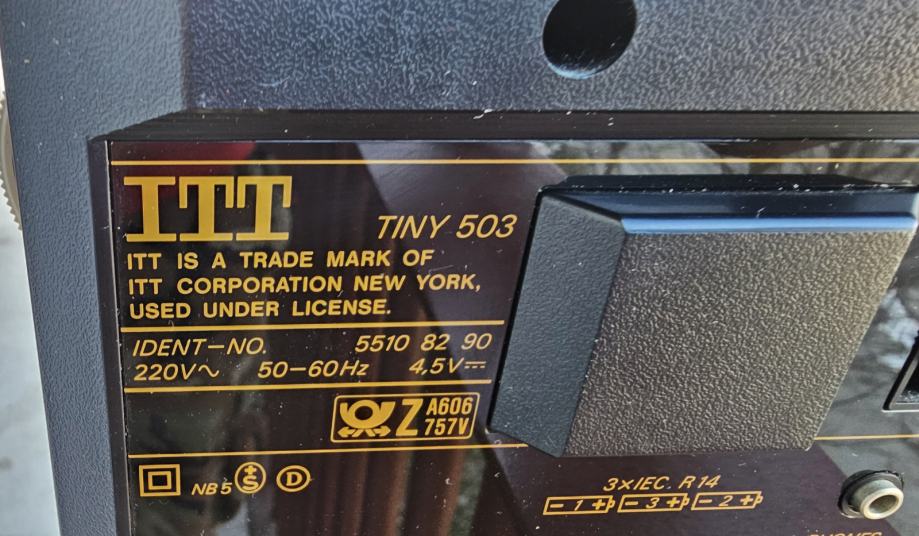 ITT
TINY 503
ITT IS A TRADE MARK OF
ITT CORPORATION NEW YORK,
USED UNDER LICENSE.
IDENT-NO. 5510 82 90
220V~ 50-60Hz 4,5V⎓
Z A606
757V
NB5 S D
3×IEC. R14
- 1 + - 3 + - 2 +